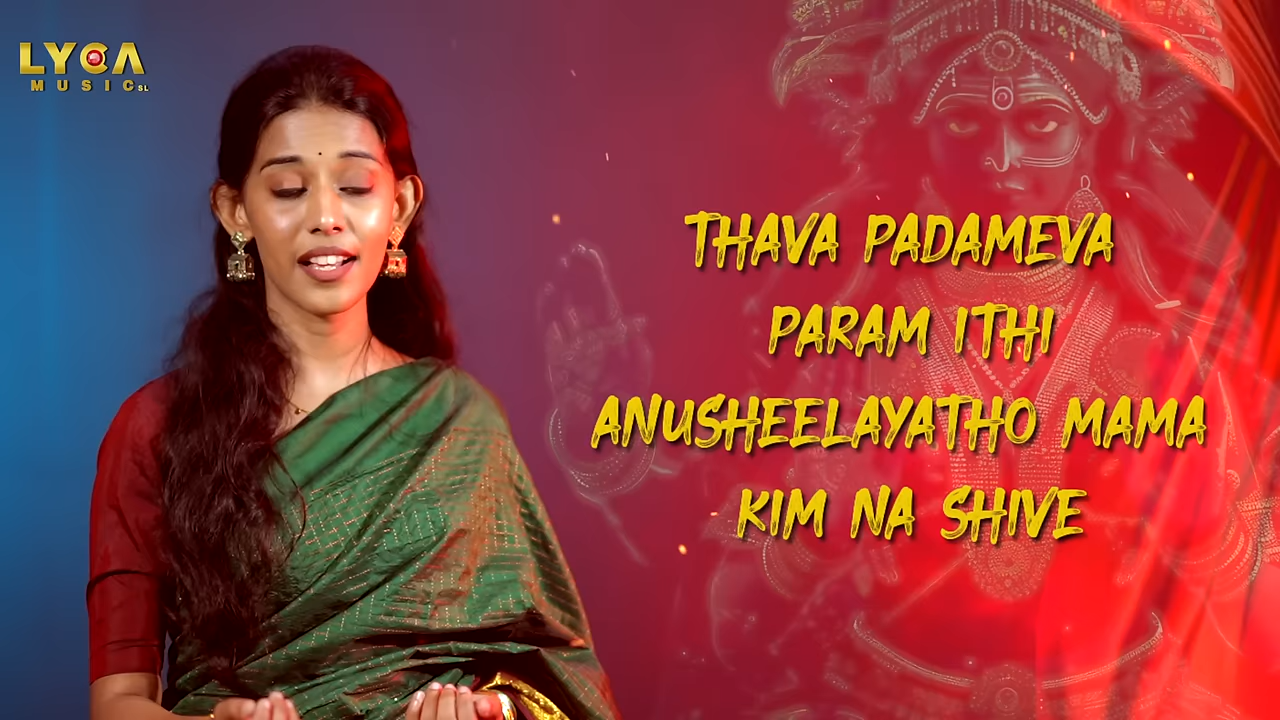 LYCA
MUSIC SL
THAVA PADAMEVA
PARAM ITHI
ANUSHEELAYATHO MAMA
KIM NA SHIVE